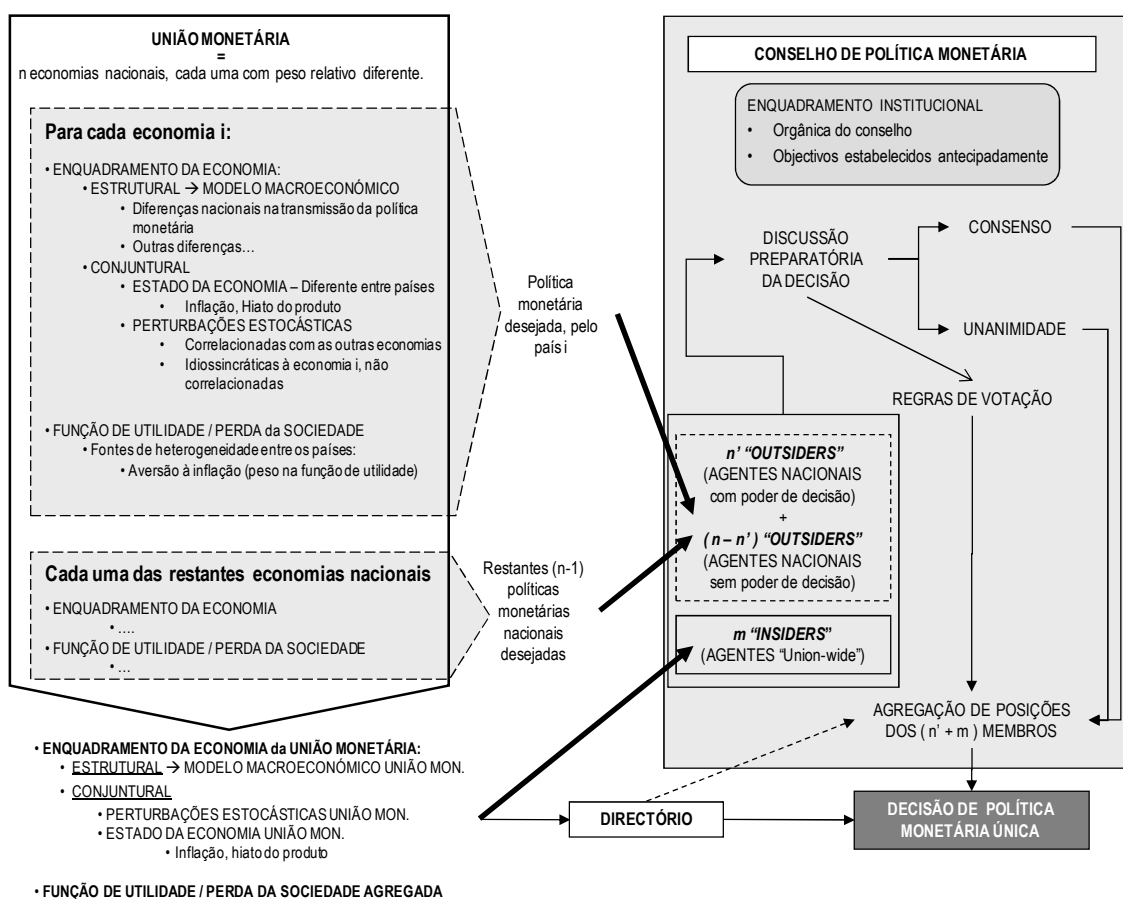 UNIÃO MONETÁRIA
=
n economias nacionais, cada uma com peso relativo diferente.
Para cada economia i:
• ENQUADRAMENTO DA ECONOMIA:
• ESTRUTURAL → MODELO MACROECONÓMICO
• Diferenças nacionais na transmissão da política
monetária
• Outras diferenças…
• CONJUNTURAL
• ESTADO DA ECONOMIA – Diferente entre países
• Inflação, Hiato do produto
• PERTURBAÇÕES ESTOCÁSTICAS
• Correlacionadas com as outras economias
• Idiossincráticas à economia i, não
correlacionadas
• FUNÇÃO DE UTILIDADE / PERDA da SOCIEDADE
• Fontes de heterogeneidade entre os países:
• Aversão à inflação (peso na função de utilidade)
Cada uma das restantes economias nacionais
• ENQUADRAMENTO DA ECONOMIA
• ….
• FUNÇÃO DE UTILIDADE / PERDA DA SOCIEDADE
• …
• ENQUADRAMENTO DA ECONOMIA da UNIÃO MONETÁRIA:
• ESTRUTURAL → MODELO MACROECONÓMICO UNIÃO MON.
• CONJUNTURAL
• PERTURBAÇÕES ESTOCÁSTICAS UNIÃO MON.
• ESTADO DA ECONOMIA UNIÃO MON.
• Inflação, hiato do produto
• FUNÇÃO DE UTILIDADE / PERDA DA SOCIEDADE AGREGADA
Política
monetária
desejada, pelo
país i
Restantes (n-1)
políticas
monetárias
nacionais
desejadas
CONSELHO DE POLÍTICA MONETÁRIA
ENQUADRAMENTO INSTITUCIONAL
• Orgânica do conselho
• Objectivos estabelecidos antecipadamente
DISCUSSÃO
PREPARATÓRIA
DA DECISÃO
CONSENSO
UNANIMIDADE
REGRAS DE VOTAÇÃO
n' "OUTSIDERS"
(AGENTES NACIONAIS
com poder de decisão)
+
( n – n' ) "OUTSIDERS"
(AGENTES NACIONAIS
sem poder de decisão)
m "INSIDERS"
(AGENTES "Union-wide")
AGREGAÇÃO DE POSIÇÕES
DOS ( n' + m ) MEMBROS
DIRECTÓRIO
DECISÃO DE POLÍTICA
MONETÁRIA ÚNICA